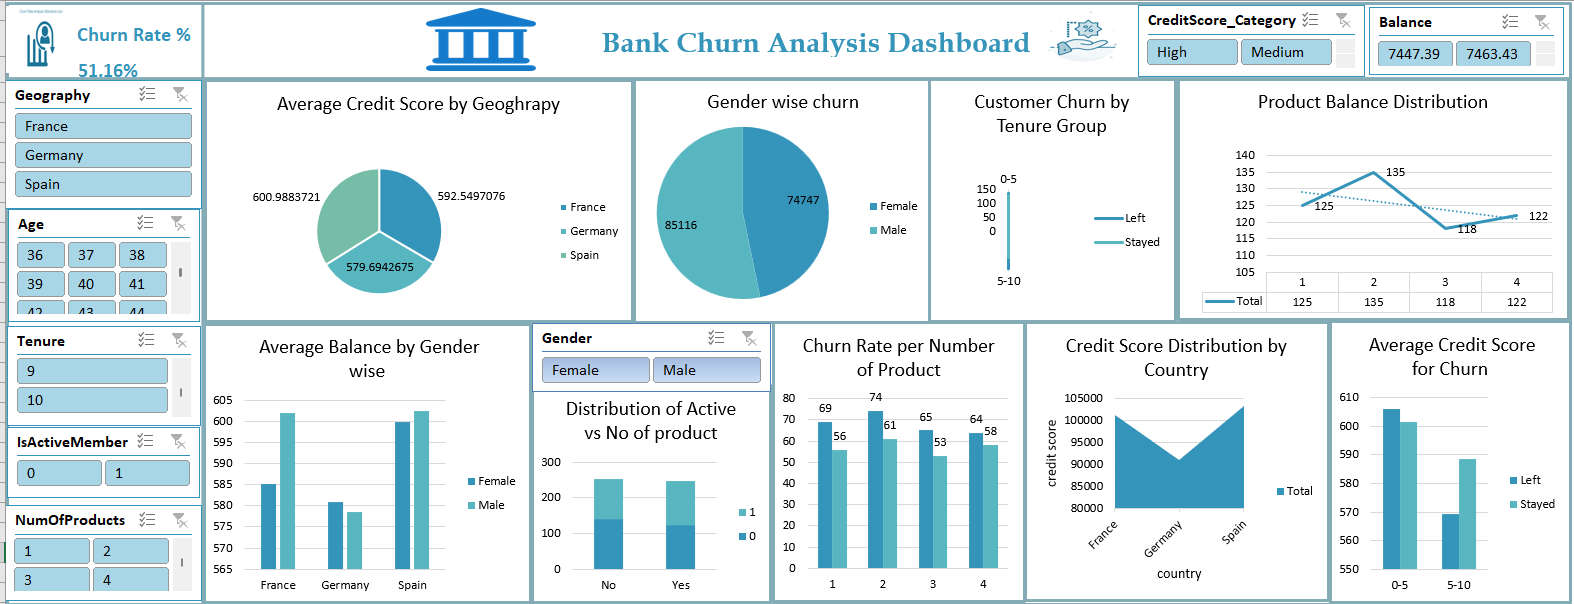 Churn Rate %
51.16%
Bank Churn Analysis Dashboard
CreditScore_Category
High
Medium
Balance
7447.39
7463.43
Geography
France
Germany
Spain
Age
36
37
38
39
40
41
42
43
44
Tenure
9
10
IsActiveMember
0
1
NumOfProducts
1
2
3
4
Average Credit Score by Geoghrapy
600.9883721
592.5497076
579.6942675
France
Germany
Spain
Gender wise churn
74747
85116
Female
Male
Customer Churn by
Tenure Group
0-5
150
100
50
0
5-10
Left
Stayed
Product Balance Distribution
140
135
130
125
120
115
110
105
125
135
118
122
1
2
3
4
Total
125
135
118
122
Average Balance by Gender
wise
605
600
595
590
585
580
575
570
565
France
Germany
Spain
Female
Male
Gender
Female
Male
Distribution of Active
vs No of product
300
200
100
0
No
Yes
1
0
Churn Rate per Number
of Product
80
70
60
50
40
30
20
10
0
69
56
74
61
65
53
64
58
1
2
3
4
Credit Score Distribution by
Country
credit score
105000
100000
95000
90000
85000
80000
France
Germany
Spain
country
Total
Average Credit Score
for Churn
610
600
590
580
570
560
550
0-5
5-10
Left
Stayed